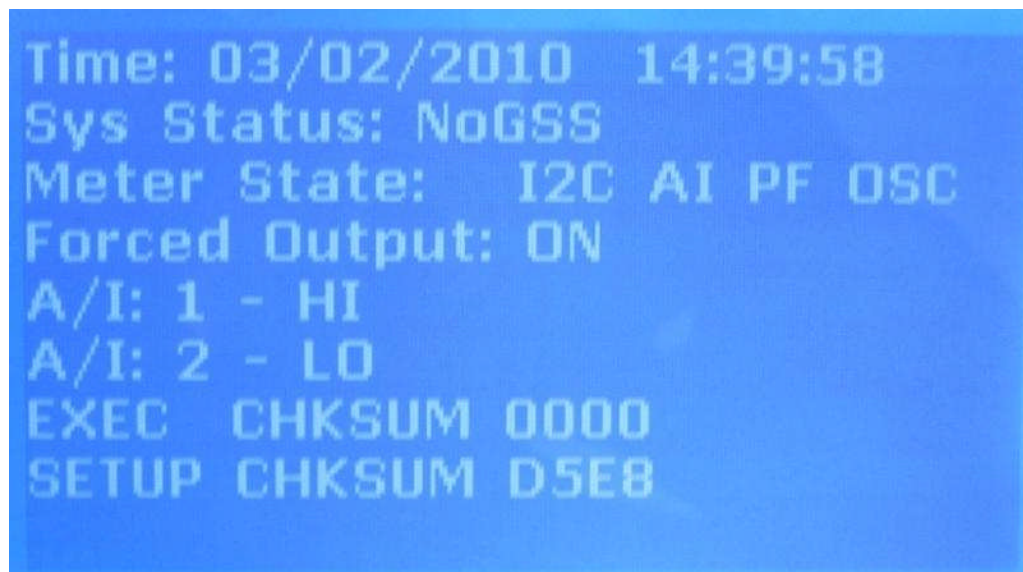 Time: 03/02/2010 14:39:58
Sys Status: NoGSS
Meter State: I2C AI PF OSC
Forced Output: ON
A/I: 1 - HI
A/I: 2 - LO
EXEC CHKSUM 0000
SETUP CHKSUM D5E8